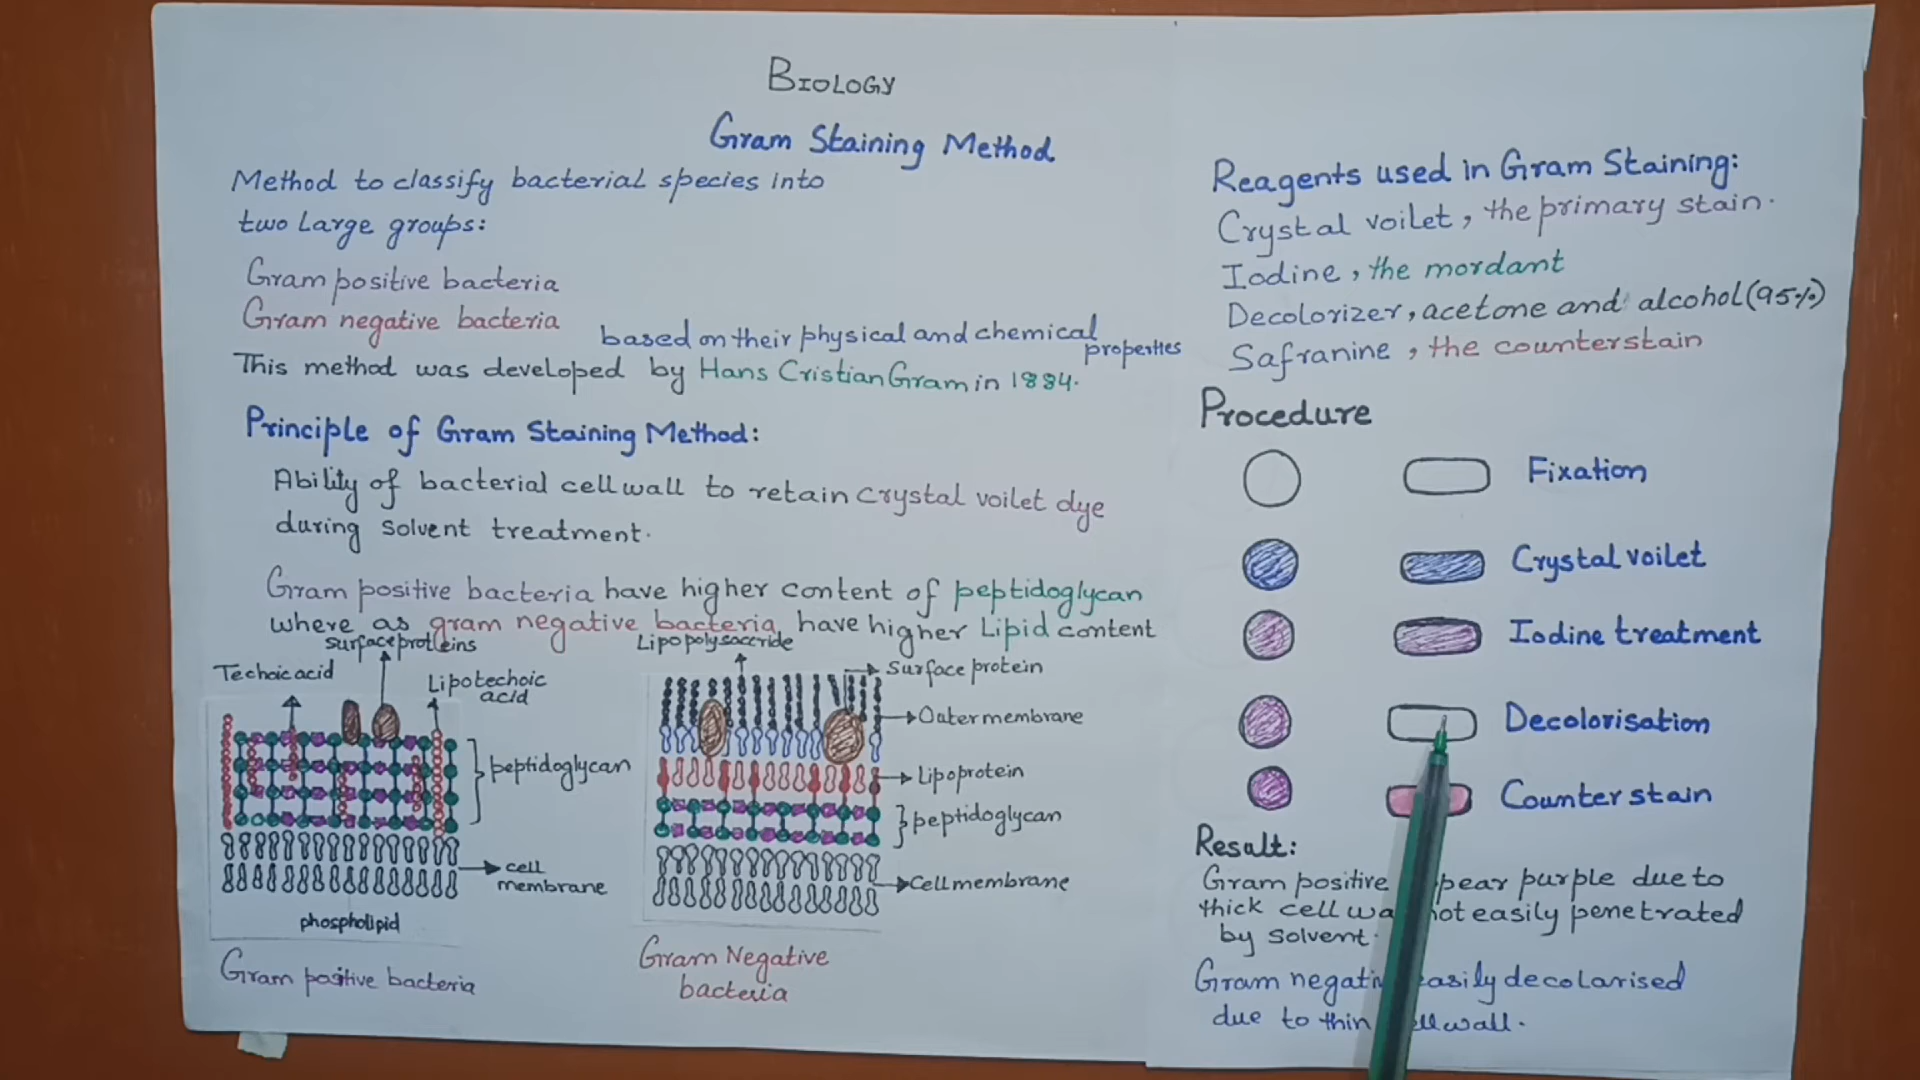 BIOLOGY
Gram Staining Method
Method to classify bacterial species into
two Large groups:
Gram positive bacteria
Gram negative bacteria
based on their physical and chemical
properties
This method was developed by Hans Cristian Gram in 1884.
Principle of Gram Staining Method:
Ability of bacterial cell wall to retain crystal voilet dye
during solvent treatment.
Gram positive bacteria have higher content of peptidoglycan
where as gram negative bacteria have higher Lipid content
surface proteins
Techoic acid
Lipotechoic
acid
peptidoglycan
cell
membrane
phospholipid
Gram positive bacteria
Lipopolysaccride
Surface protein
Outer membrane
Lipoprotein
peptidoglycan
Cell membrane
Gram Negative
bacteria
Reagents used in Gram Staining:
Crystal voilet, the primary stain.
Iodine, the mordant
Decolorizer, acetone and alcohol (95%)
Safranine, the counterstain
Procedure
Fixation
Crystal voilet
Iodine treatment
Decolorisation
Counter stain
Result:
Gram positive pear purple due to
thick cell wa not easily penetrated
by solvent.
Gram negativ easily decolarised
due to thin ell wall.